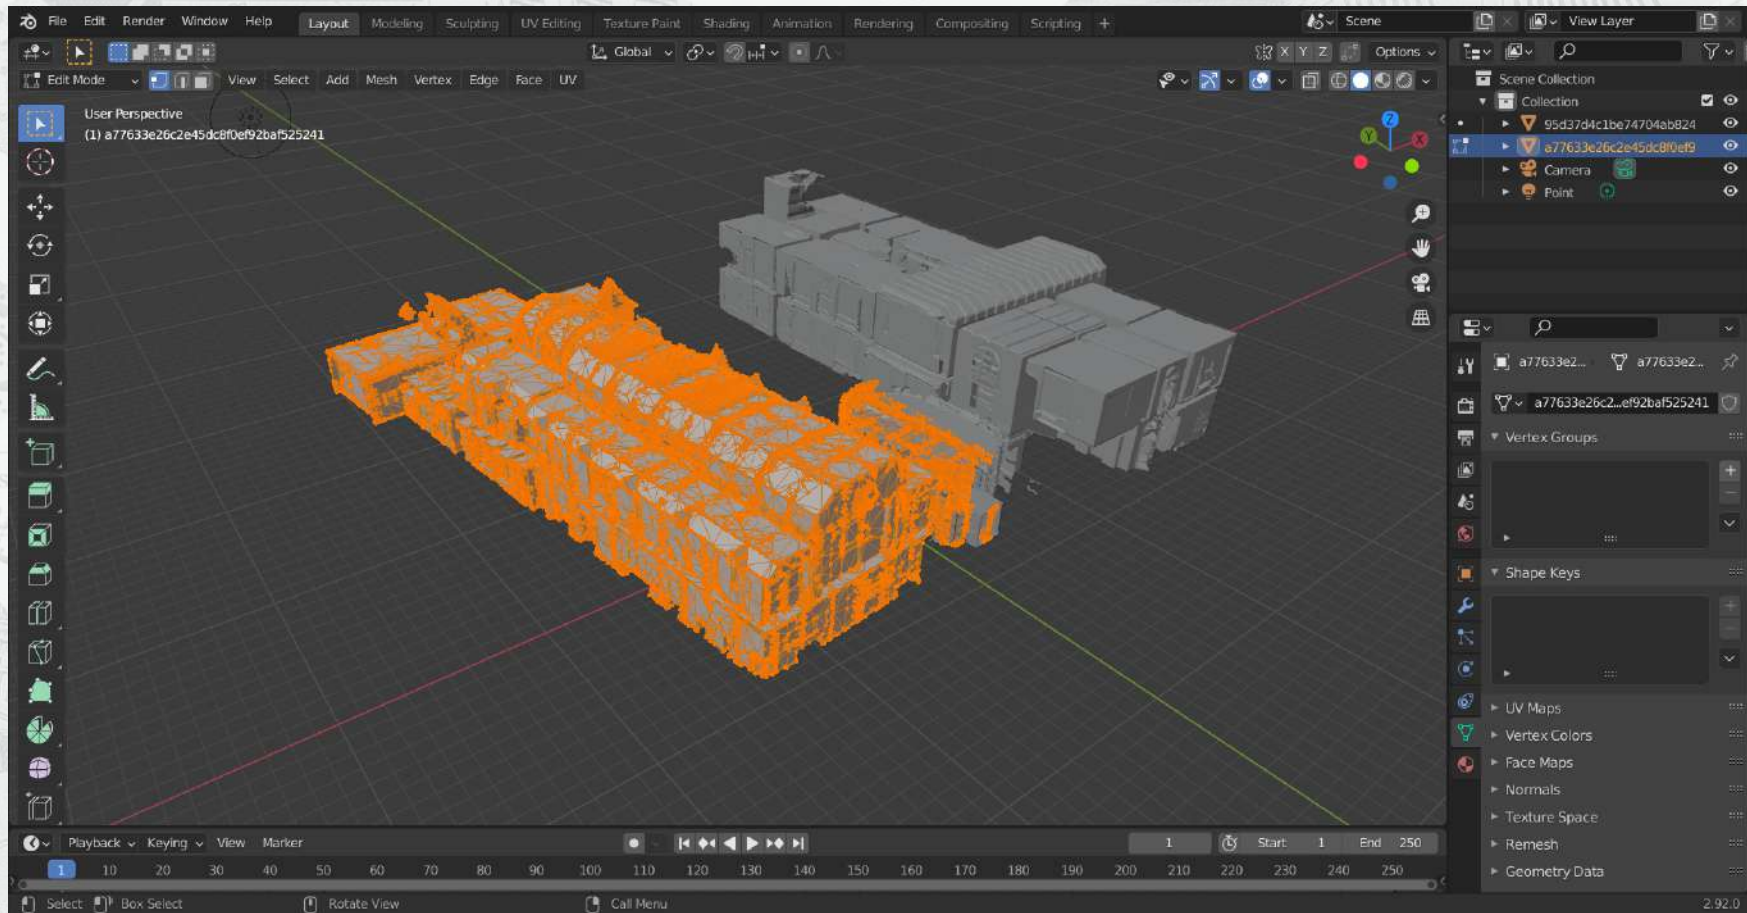 File Edit Render Window Help Layout Modeling Sculpting UV Editing Texture Paint Shading Animation Rendering Compositing Scripting + Scene View Layer
Global X Y Z Options
Edit Mode View Select Add Mesh Vertex Edge Face UV
User Perspective
(1) a77633e26c2e45dc8f0ef92baf525241
Z
Y
X
Scene Collection
Collection
95d37d4c1be74704ab824
a77633e26c2e45dc8f0ef9
Camera
Point
a77633e2... a77633e2...
a77633e26c2...ef92baf525241
Vertex Groups
Shape Keys
UV Maps
Vertex Colors
Face Maps
Normals
Texture Space
Remesh
Geometry Data
Playback Keying View Marker 1 Start 1 End 250
1 10 20 30 40 50 60 70 80 90 100 110 120 130 140 150 160 170 180 190 200 210 220 230 240 250
Select Box Select Rotate View Call Menu 2.92.0